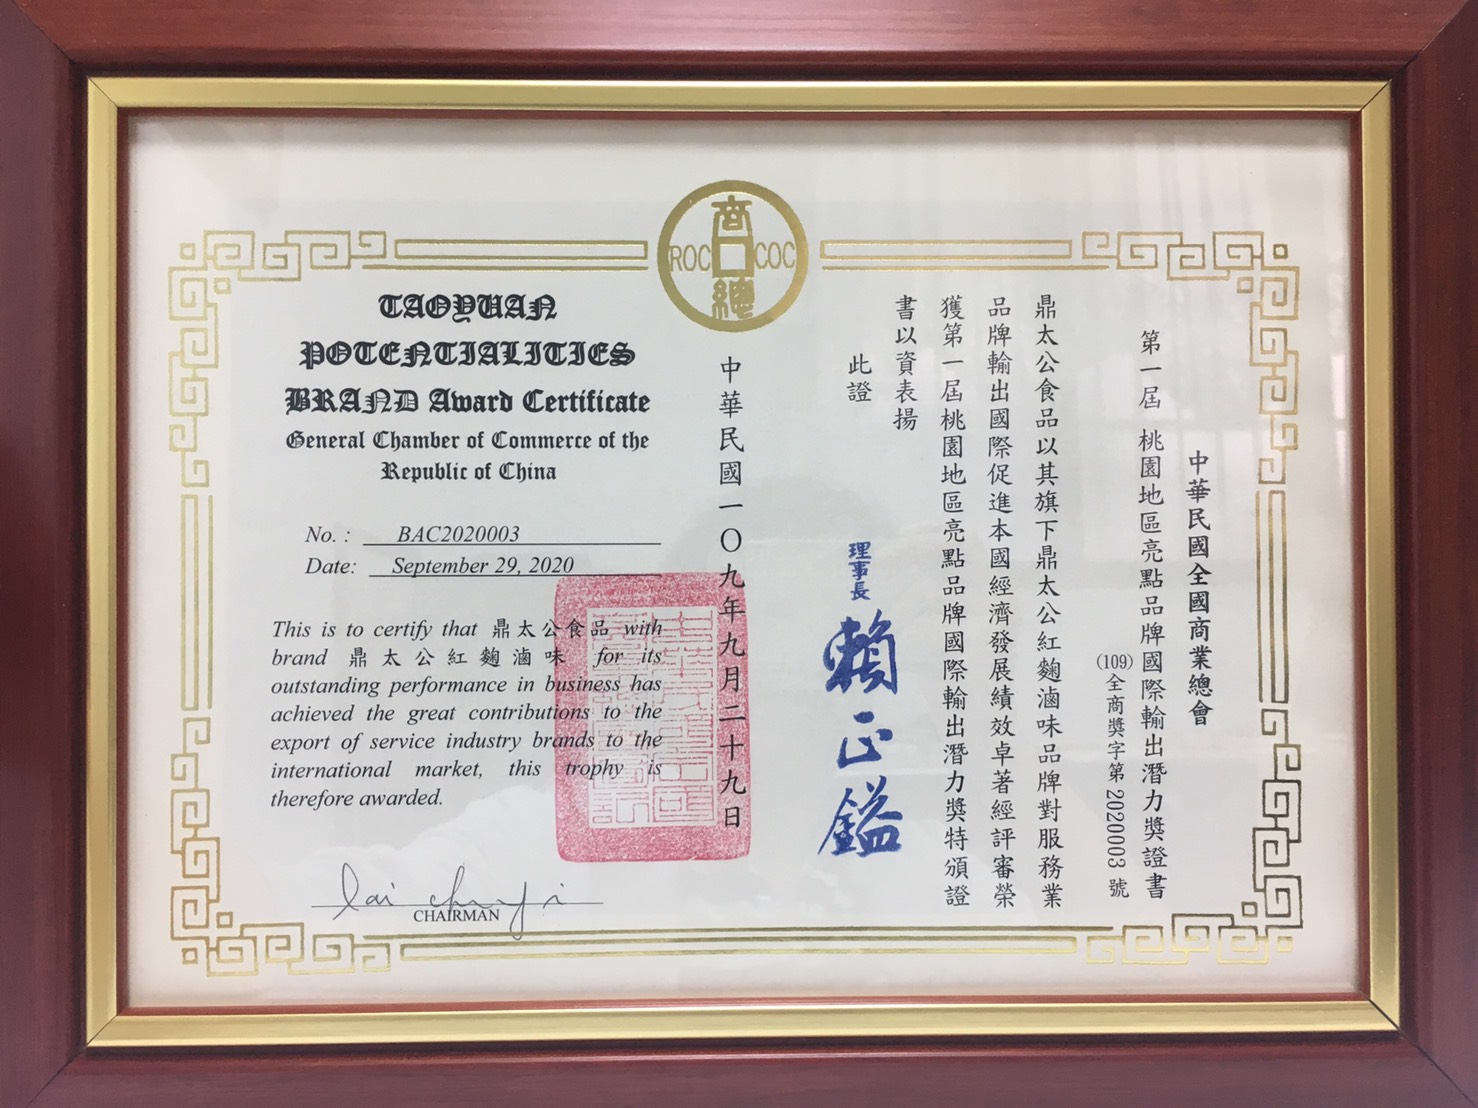 商
ROC COC
總
TAOYUAN
POTENTIALITIES
BRAND Award Certificate
General Chamber of Commerce of the
Republic of China
No. : BAC2020003
Date: September 29, 2020
This is to certify that 鼎太公食品 with
brand 鼎太公紅麴滷味 for its
outstanding performance in business has
achieved the great contributions to the
export of service industry brands to the
international market, this trophy is
therefore awarded.
CHAIRMAN
中華民國全國商業總會
第一屆 桃園地區亮點品牌國際輸出潛力獎證書
(109)全商獎字第2020003號
鼎太公食品以其旗下鼎太公紅麴滷味品牌對服務業
品牌輸出國際促進本國經濟發展績效卓著經評審榮
獲第一屆桃園地區亮點品牌國際輸出潛力獎特頒證
書以資表揚
此證
理事長 賴正鎰
中華民國一〇九年九月二十九日